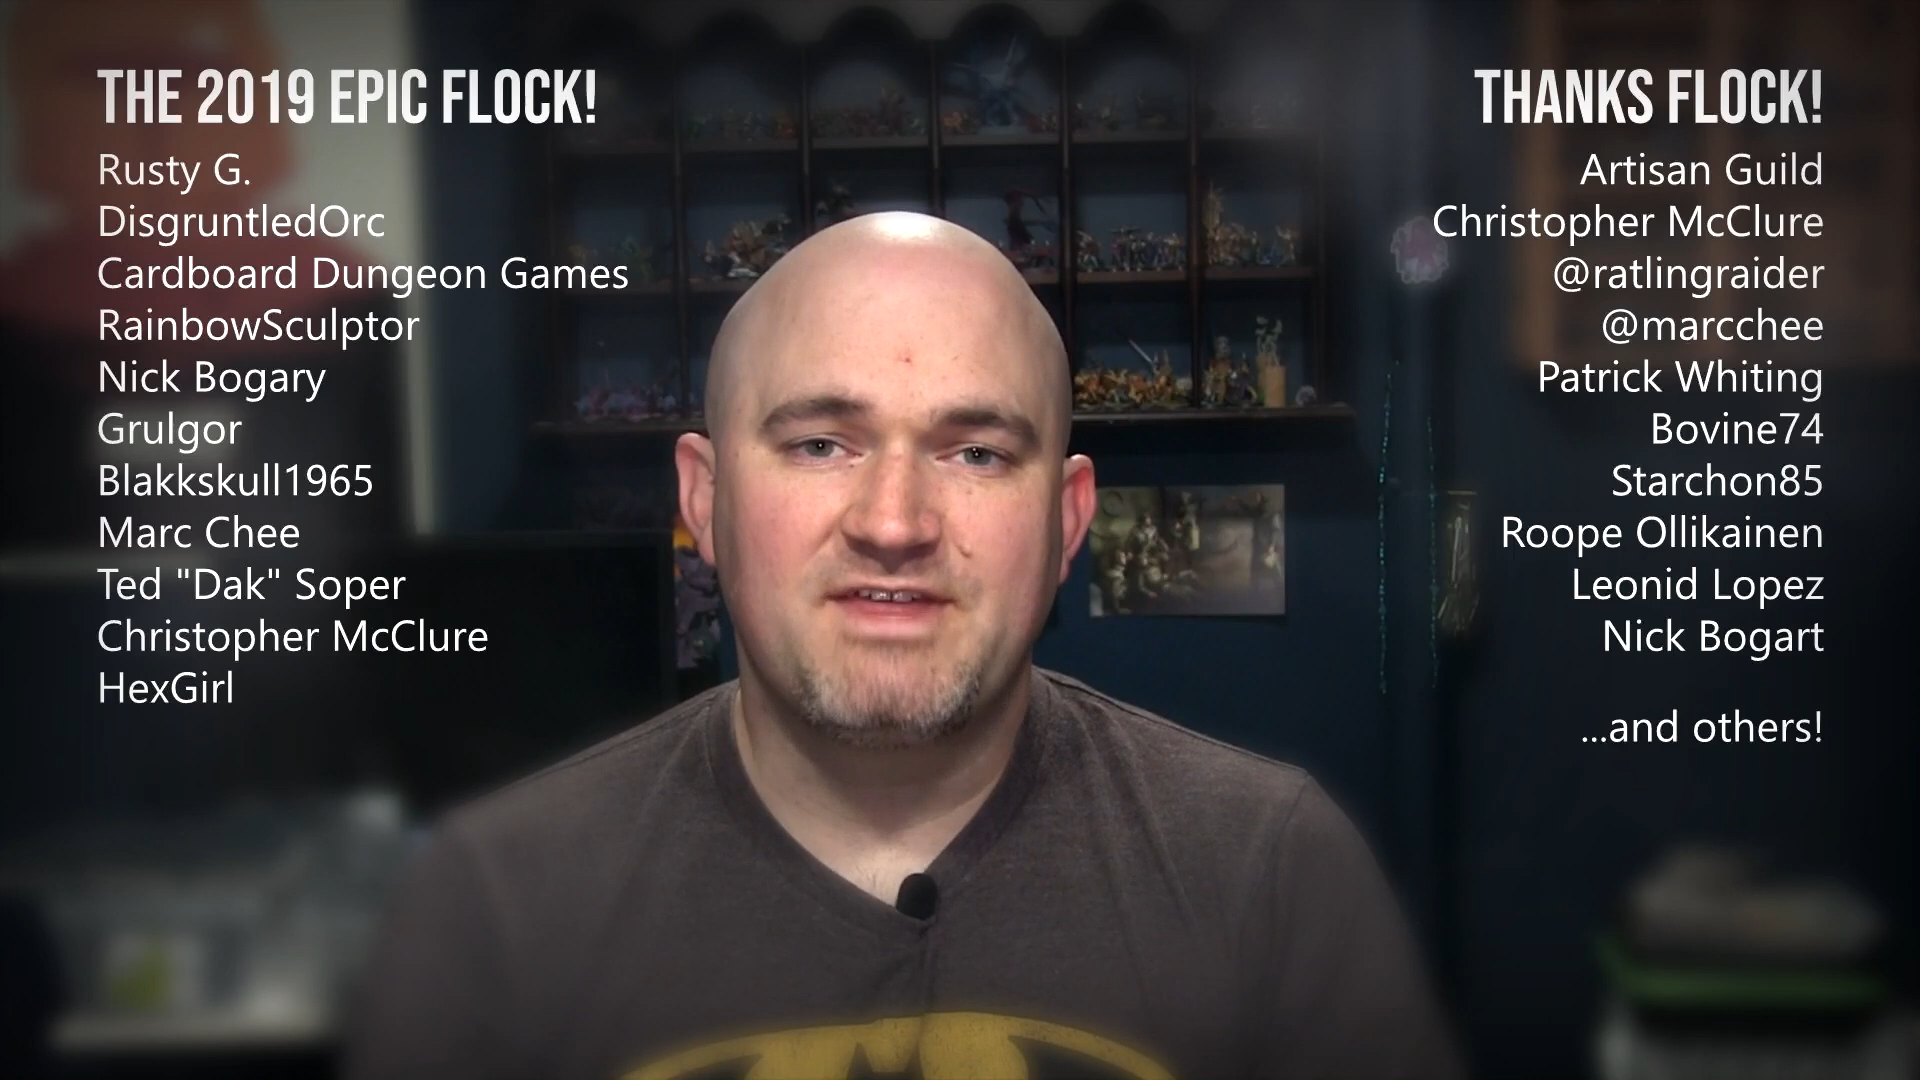 THE 2019 EPIC FLOCK!
Rusty G.
DisgruntledOrc
Cardboard Dungeon Games
RainbowSculptor
Nick Bogary
Grulgor
Blakkskull1965
Marc Chee
Ted "Dak" Soper
Christopher McClure
HexGirl
THANKS FLOCK!
Artisan Guild
Christopher McClure
@ratlingraider
@marcchee
Patrick Whiting
Bovine74
Starchon85
Roope Ollikainen
Leonid Lopez
Nick Bogart
...and others!